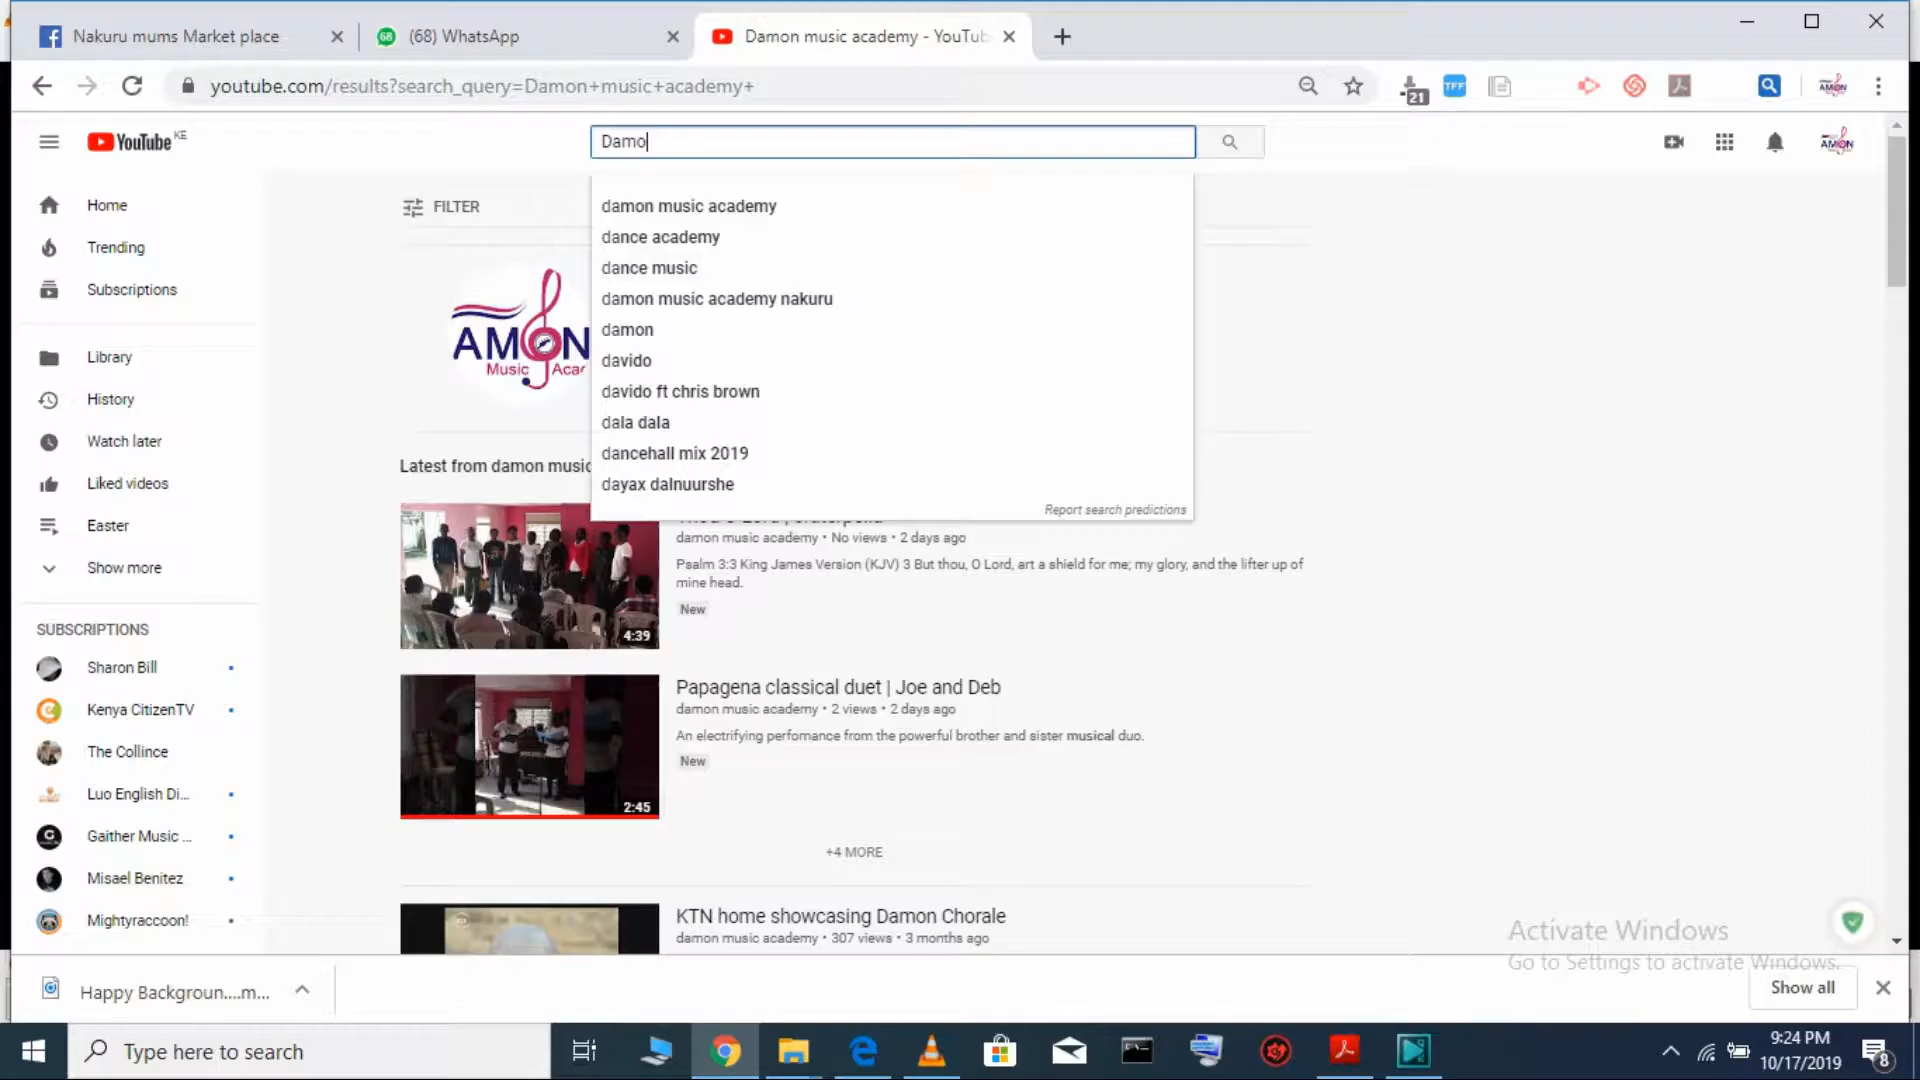 Nakuru mums Market place
(68) WhatsApp
Damon music academy - YouTub
youtube.com/results?search_query=Damon+music+academy+
21
TFF
AMON
YouTube KE
Damo
AMON
Home
Trending
Subscriptions
Library
History
Watch later
Liked videos
Easter
Show more
SUBSCRIPTIONS
Sharon Bill
Kenya CitizenTV
The Collince
Luo English Di...
Gaither Music ...
Misael Benitez
Mightyraccoon!
FILTER
damon music academy
dance academy
dance music
damon music academy nakuru
damon
davido
davido ft chris brown
dala dala
dancehall mix 2019
dayax dalnuurshe
Report search predictions
AMON
Music Aca
Latest from damon music
damon music academy • No views • 2 days ago
Psalm 3:3 King James Version (KJV) 3 But thou, O Lord, art a shield for me; my glory, and the lifter up of
mine head.
New
4:39
Papagena classical duet | Joe and Deb
damon music academy • 2 views • 2 days ago
An electrifying perfomance from the powerful brother and sister musical duo.
New
2:45
+4 MORE
KTN home showcasing Damon Chorale
damon music academy • 307 views • 3 months ago
Activate Windows
Go to Settings to activate Windows.
Happy Backgroun....m...
Show all
Type here to search
9:24 PM
10/17/2019
8